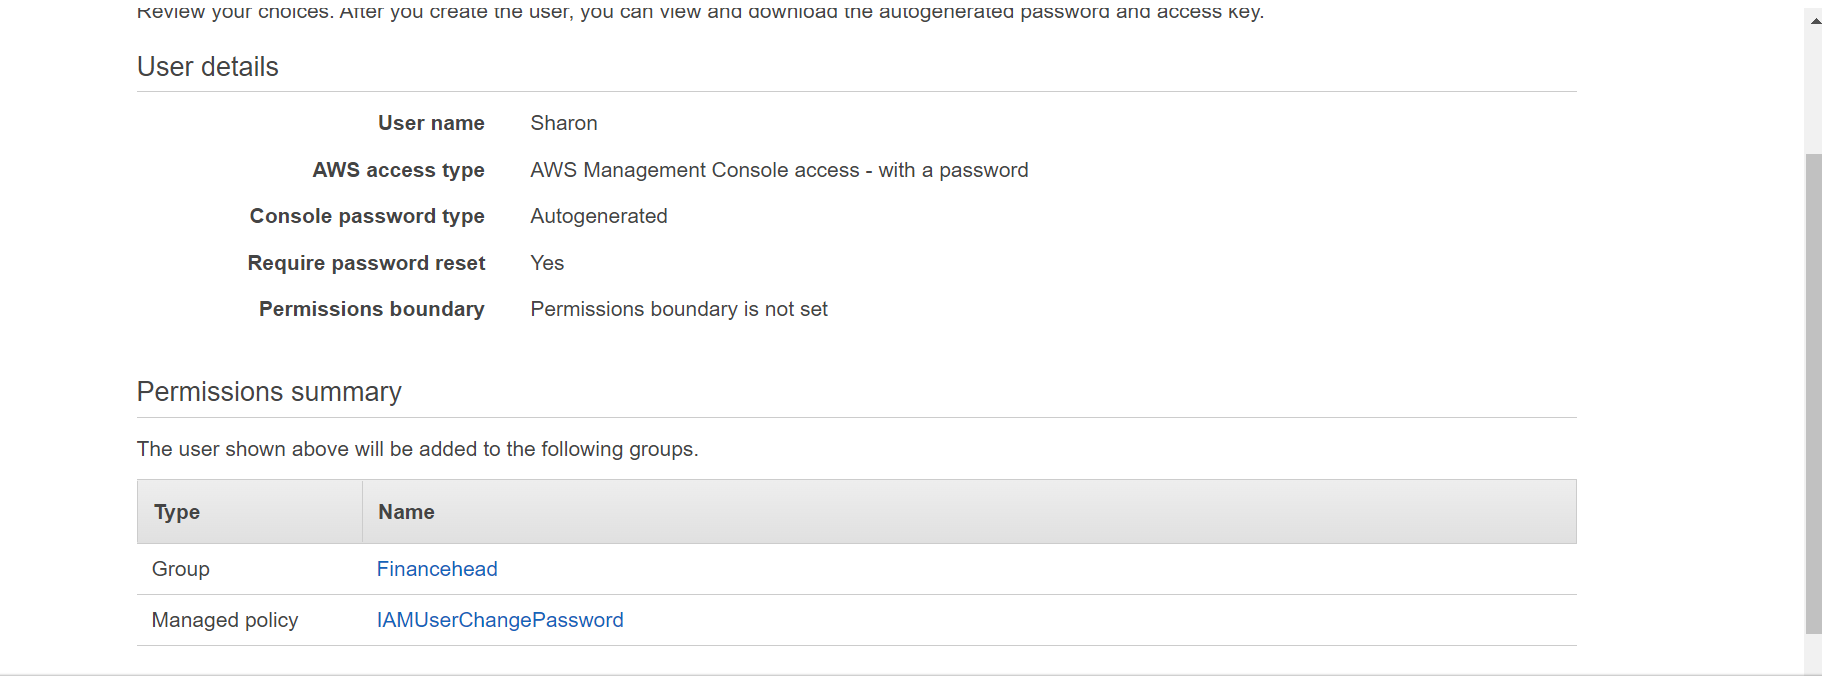 Review your choices. After you create the user, you can view and download the autogenerated password and access key.
User details
User name Sharon
AWS access type AWS Management Console access - with a password
Console password type Autogenerated
Require password reset Yes
Permissions boundary Permissions boundary is not set
Permissions summary
The user shown above will be added to the following groups.
Type Name
Group Financehead
Managed policy IAMUserChangePassword